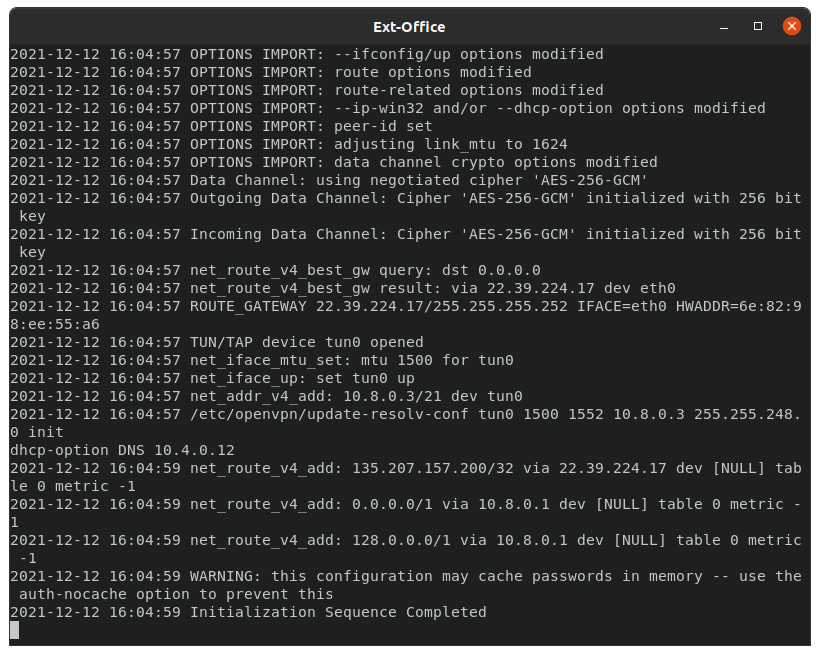 Ext-Office
2021-12-12 16:04:57 OPTIONS IMPORT: --ifconfig/up options modified
2021-12-12 16:04:57 OPTIONS IMPORT: route options modified
2021-12-12 16:04:57 OPTIONS IMPORT: route-related options modified
2021-12-12 16:04:57 OPTIONS IMPORT: --ip-win32 and/or --dhcp-option options modified
2021-12-12 16:04:57 OPTIONS IMPORT: peer-id set
2021-12-12 16:04:57 OPTIONS IMPORT: adjusting link_mtu to 1624
2021-12-12 16:04:57 OPTIONS IMPORT: data channel crypto options modified
2021-12-12 16:04:57 Data Channel: using negotiated cipher 'AES-256-GCM'
2021-12-12 16:04:57 Outgoing Data Channel: Cipher 'AES-256-GCM' initialized with 256 bit
 key
2021-12-12 16:04:57 Incoming Data Channel: Cipher 'AES-256-GCM' initialized with 256 bit
 key
2021-12-12 16:04:57 net_route_v4_best_gw query: dst 0.0.0.0
2021-12-12 16:04:57 net_route_v4_best_gw result: via 22.39.224.17 dev eth0
2021-12-12 16:04:57 ROUTE_GATEWAY 22.39.224.17/255.255.255.252 IFACE=eth0 HWADDR=6e:82:9
8:ee:55:a6
2021-12-12 16:04:57 TUN/TAP device tun0 opened
2021-12-12 16:04:57 net_iface_mtu_set: mtu 1500 for tun0
2021-12-12 16:04:57 net_iface_up: set tun0 up
2021-12-12 16:04:57 net_addr_v4_add: 10.8.0.3/21 dev tun0
2021-12-12 16:04:57 /etc/openvpn/update-resolv-conf tun0 1500 1552 10.8.0.3 255.255.248.
0 init
dhcp-option DNS 10.4.0.12
2021-12-12 16:04:59 net_route_v4_add: 135.207.157.200/32 via 22.39.224.17 dev [NULL] tab
le 0 metric -1
2021-12-12 16:04:59 net_route_v4_add: 0.0.0.0/1 via 10.8.0.1 dev [NULL] table 0 metric -
1
2021-12-12 16:04:59 net_route_v4_add: 128.0.0.0/1 via 10.8.0.1 dev [NULL] table 0 metric
 -1
2021-12-12 16:04:59 WARNING: this configuration may cache passwords in memory -- use the
 auth-nocache option to prevent this
2021-12-12 16:04:59 Initialization Sequence Completed